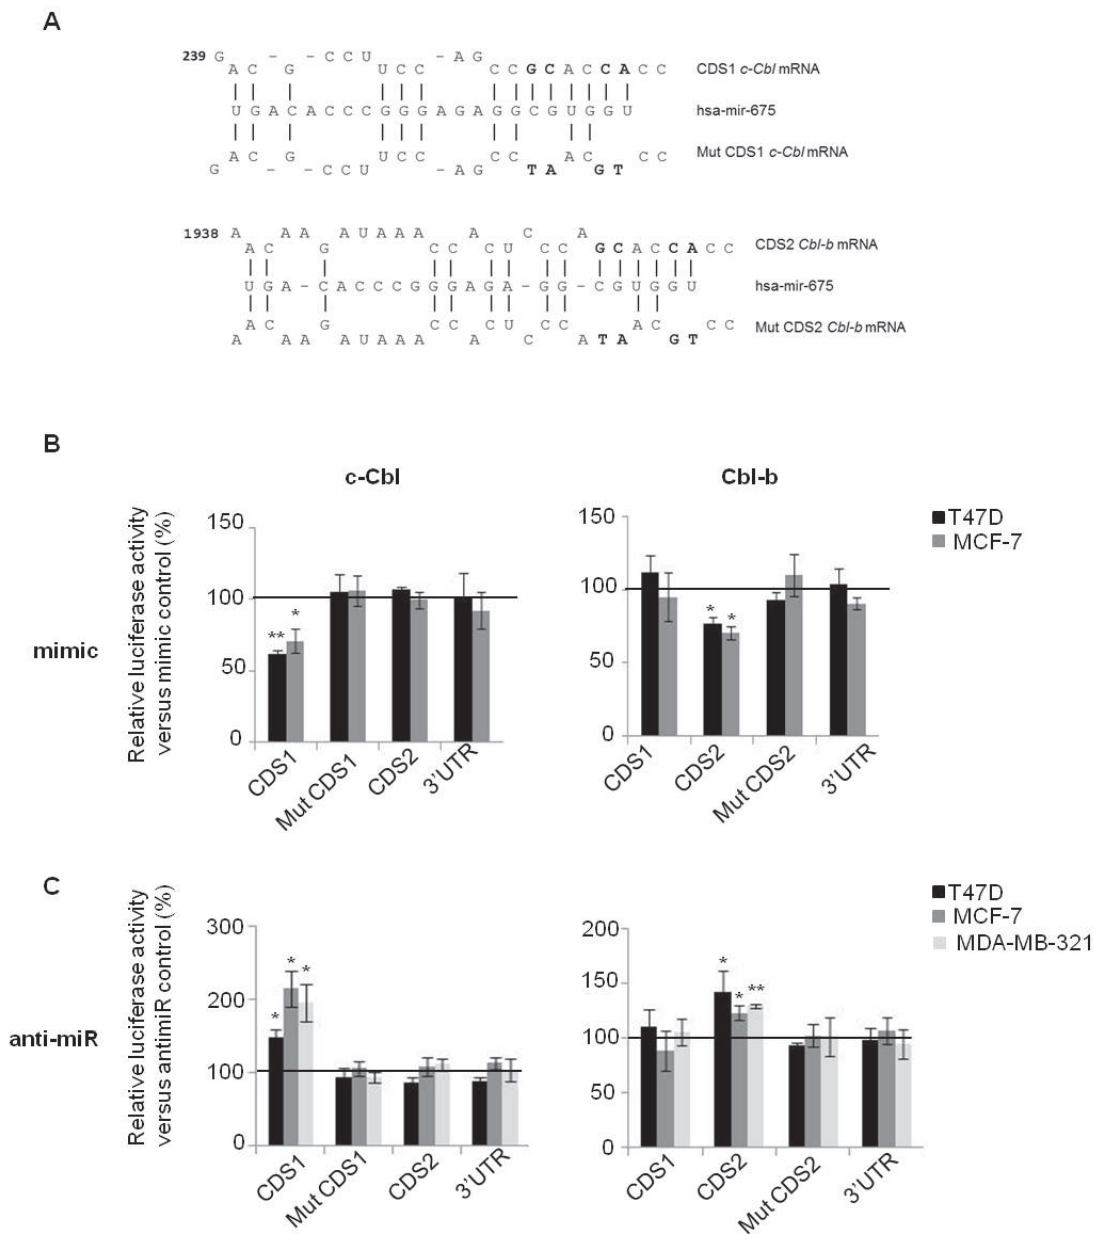 A
239 G - - C C U - A G
A C G U C C C C G C A C C A C C CDS1 c-Cbl mRNA
U G A C A C C C G G G A G A G G C G U G G U hsa-mir-675
A C G U C C C C A C C C Mut CDS1 c-Cbl mRNA
G - - C C U - A G T A G T
1938 A A A A U A A A A C A
A C G C C C U C C G C A C C A C C CDS2 Cbl-b mRNA
U G A - C A C C C G G G A G A - G G - C G U G G U hsa-mir-675
A C G C C C U C C A C C C Mut CDS2 Cbl-b mRNA
A A A A U A A A A C A T A G T
B
c-Cbl
Cbl-b
mimic
Relative luciferase activity
versus mimic control (%)
150
100
50
0
** *
CDS1 Mut CDS1 CDS2 3'UTR
150
100
50
0
* *
CDS1 CDS2 Mut CDS2 3'UTR
T47D
MCF-7
C
anti-miR
Relative luciferase activity
versus antimiR control (%)
300
200
100
0
* * *
CDS1 Mut CDS1 CDS2 3'UTR
200
150
100
50
0
* * **
CDS1 CDS2 Mut CDS2 3'UTR
T47D
MCF-7
MDA-MB-321